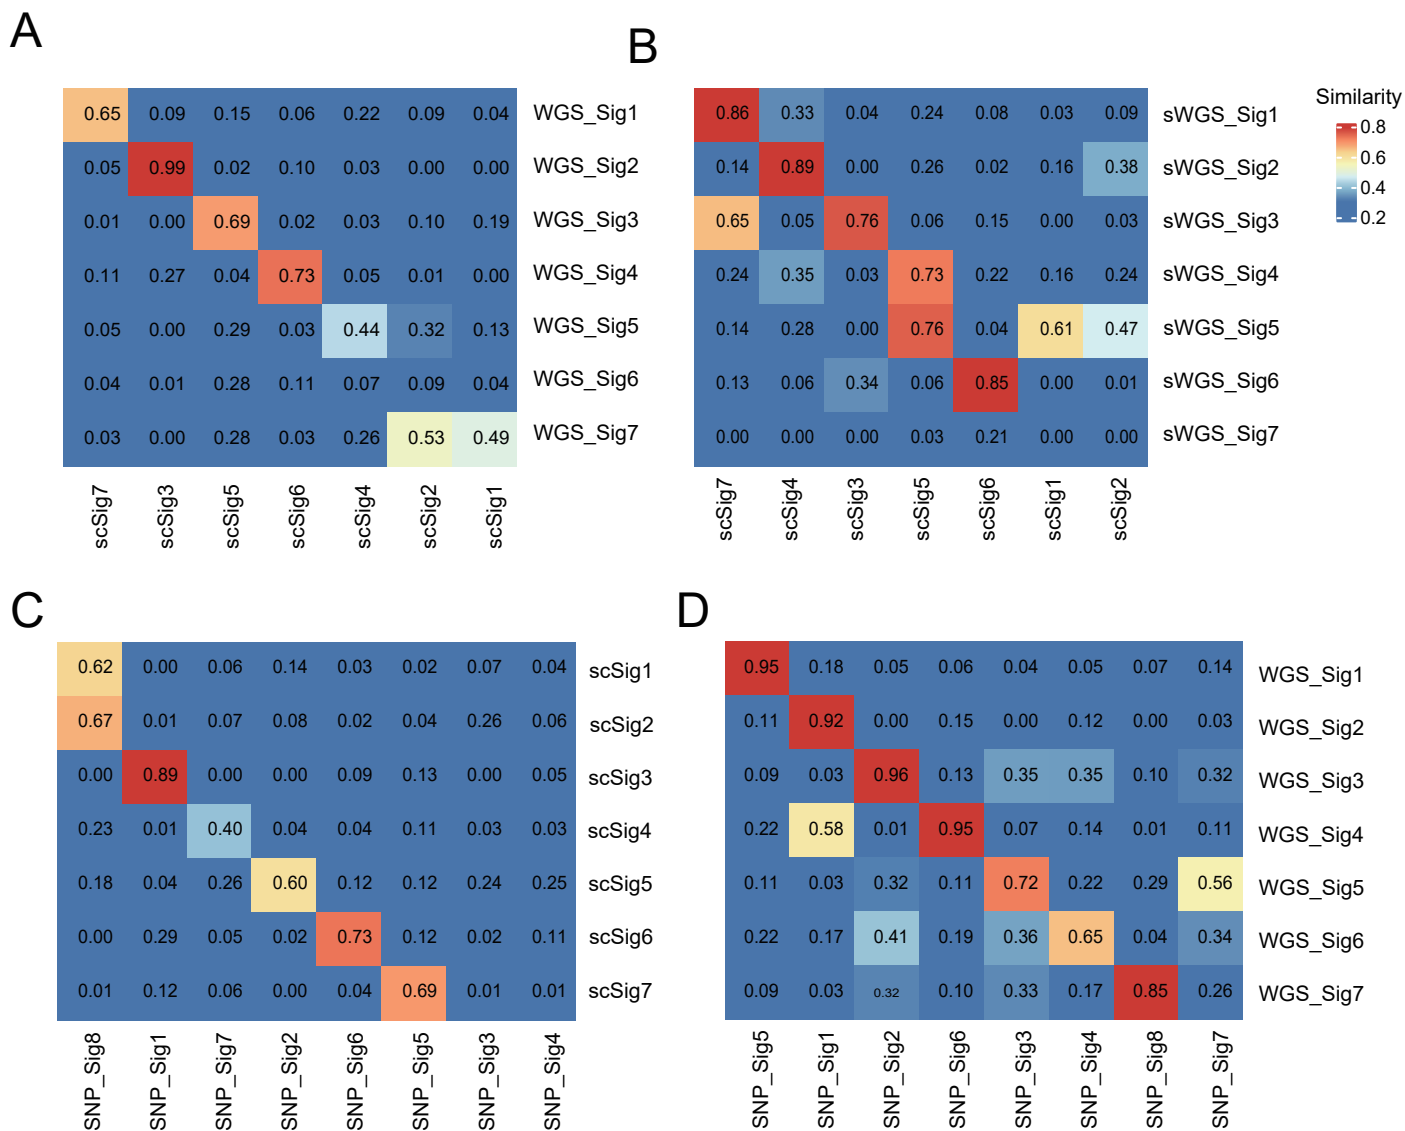 A
0.65 0.09 0.15 0.06 0.22 0.09 0.04 WGS_Sig1
0.05 0.99 0.02 0.10 0.03 0.00 0.00 WGS_Sig2
0.01 0.00 0.69 0.02 0.03 0.10 0.19 WGS_Sig3
0.11 0.27 0.04 0.73 0.05 0.01 0.00 WGS_Sig4
0.05 0.00 0.29 0.03 0.44 0.32 0.13 WGS_Sig5
0.04 0.01 0.28 0.11 0.07 0.09 0.04 WGS_Sig6
0.03 0.00 0.28 0.03 0.26 0.53 0.49 WGS_Sig7
scSig7 scSig3 scSig5 scSig6 scSig4 scSig2 scSig1
B
0.86 0.33 0.04 0.24 0.08 0.03 0.09 sWGS_Sig1
0.14 0.89 0.00 0.26 0.02 0.16 0.38 sWGS_Sig2
0.65 0.05 0.76 0.06 0.15 0.00 0.03 sWGS_Sig3
0.24 0.35 0.03 0.73 0.22 0.16 0.24 sWGS_Sig4
0.14 0.28 0.00 0.76 0.04 0.61 0.47 sWGS_Sig5
0.13 0.06 0.34 0.06 0.85 0.00 0.01 sWGS_Sig6
0.00 0.00 0.00 0.03 0.21 0.00 0.00 sWGS_Sig7
scSig7 scSig4 scSig3 scSig5 scSig6 scSig1 scSig2
Similarity
0.8
0.6
0.4
0.2
C
0.62 0.00 0.06 0.14 0.03 0.02 0.07 0.04 scSig1
0.67 0.01 0.07 0.08 0.02 0.04 0.26 0.06 scSig2
0.00 0.89 0.00 0.00 0.09 0.13 0.00 0.05 scSig3
0.23 0.01 0.40 0.04 0.04 0.11 0.03 0.03 scSig4
0.18 0.04 0.26 0.60 0.12 0.12 0.24 0.25 scSig5
0.00 0.29 0.05 0.02 0.73 0.12 0.02 0.11 scSig6
0.01 0.12 0.06 0.00 0.04 0.69 0.01 0.01 scSig7
SNP_Sig8 SNP_Sig1 SNP_Sig7 SNP_Sig2 SNP_Sig6 SNP_Sig5 SNP_Sig3 SNP_Sig4
D
0.95 0.18 0.05 0.06 0.04 0.05 0.07 0.14 WGS_Sig1
0.11 0.92 0.00 0.15 0.00 0.12 0.00 0.03 WGS_Sig2
0.09 0.03 0.96 0.13 0.35 0.35 0.10 0.32 WGS_Sig3
0.22 0.58 0.01 0.95 0.07 0.14 0.01 0.11 WGS_Sig4
0.11 0.03 0.32 0.11 0.72 0.22 0.29 0.56 WGS_Sig5
0.22 0.17 0.41 0.19 0.36 0.65 0.04 0.34 WGS_Sig6
0.09 0.03 0.32 0.10 0.33 0.17 0.85 0.26 WGS_Sig7
SNP_Sig5 SNP_Sig1 SNP_Sig2 SNP_Sig6 SNP_Sig3 SNP_Sig4 SNP_Sig8 SNP_Sig7